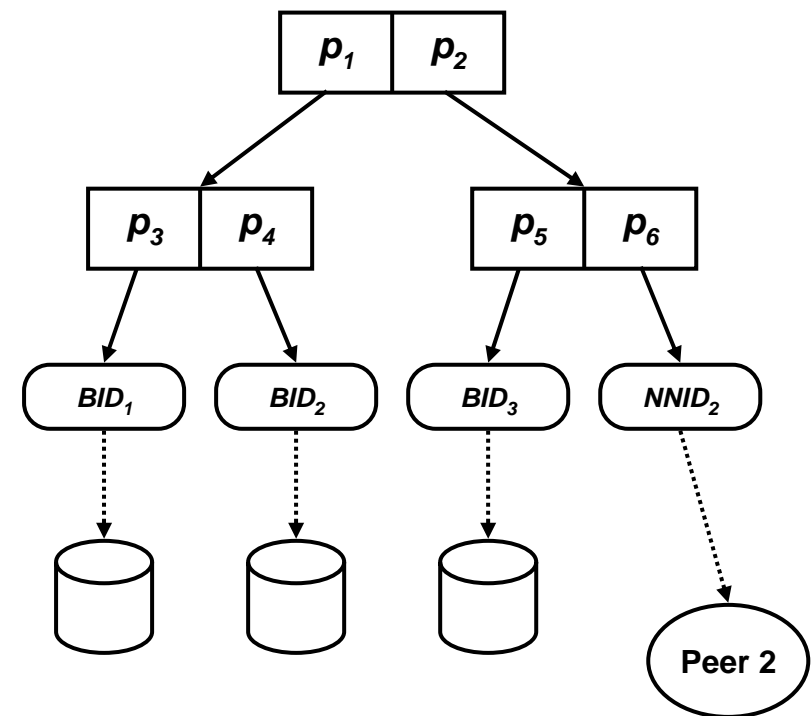 p₁ p₂
p₃ p₄ p₅ p₆
BID₁ BID₂ BID₃ NNID₂
Peer 2